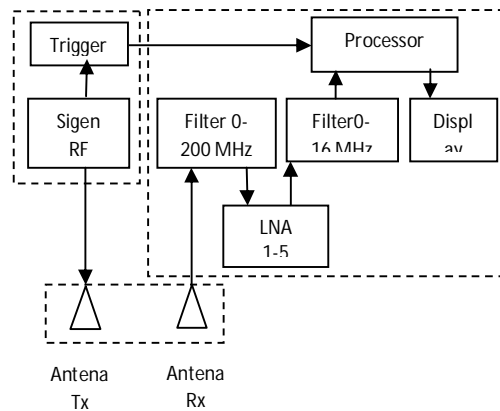 Trigger
Processor
Sigen
RF
Filter 0-
200 MHz
Filter0-
16 MHz
Displ
ay
LNA
1-5
Antena
Tx
Antena
Rx